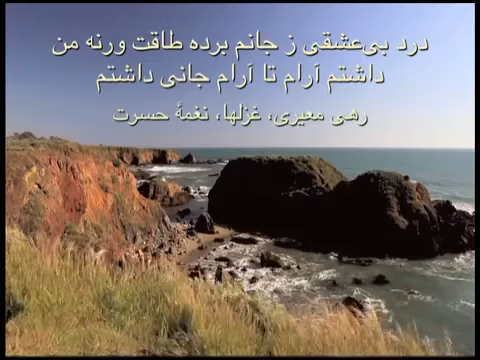 درد بی‌عشقی ز جانم برده طاقت ورنه من
داشتم آرام تا آرام جانی داشتم
رهی معیری، غزلها، نغمهٔ حسرت